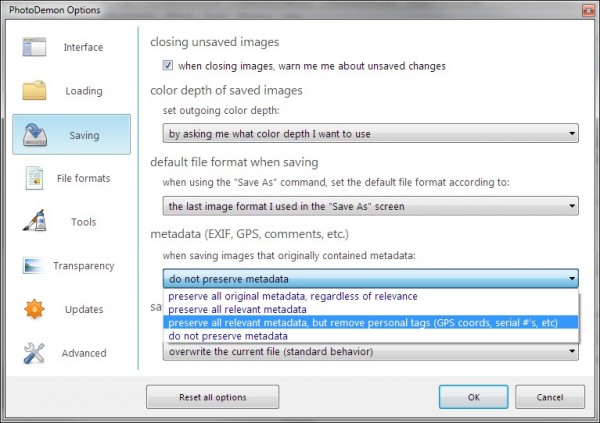 PhotoDemon Options
Interface
Loading
Saving
File formats
Tools
Transparency
Updates
Advanced
closing unsaved images
when closing images, warn me me about unsaved changes
color depth of saved images
set outgoing color depth:
by asking me what color depth I want to use
default file format when saving
when using the "Save As" command, set the default file format according to:
the last image format I used in the "Save As" screen
metadata (EXIF, GPS, comments, etc.)
when saving images that originally contained metadata:
do not preserve metadata
preserve all original metadata, regardless of relevance
preserve all relevant metadata
preserve all relevant metadata, but remove personal tags (GPS coords, serial #'s, etc)
do not preserve metadata
sa
overwrite the current file (standard behavior)
Reset all options
OK
Cancel